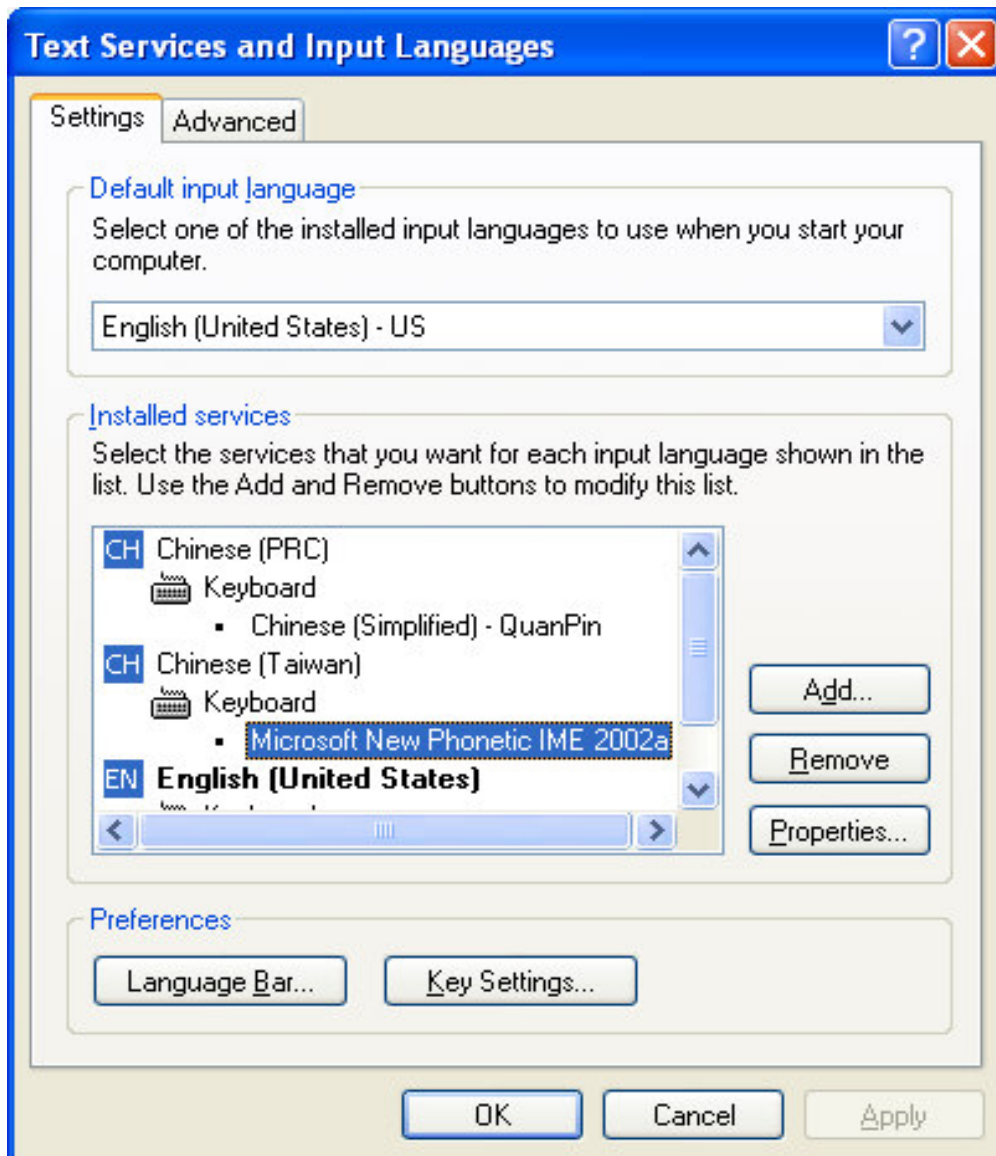 Text Services and Input Languages
?
Settings
Advanced
Default input language
Select one of the installed input languages to use when you start your
computer.
English (United States) - US
Installed services
Select the services that you want for each input language shown in the
list. Use the Add and Remove buttons to modify this list.
CH Chinese (PRC)
Keyboard
Chinese (Simplified) - QuanPin
CH Chinese (Taiwan)
Keyboard
Microsoft New Phonetic IME 2002a
EN English (United States)
Add...
Remove
Properties...
Preferences
Language Bar...
Key Settings...
OK
Cancel
Apply